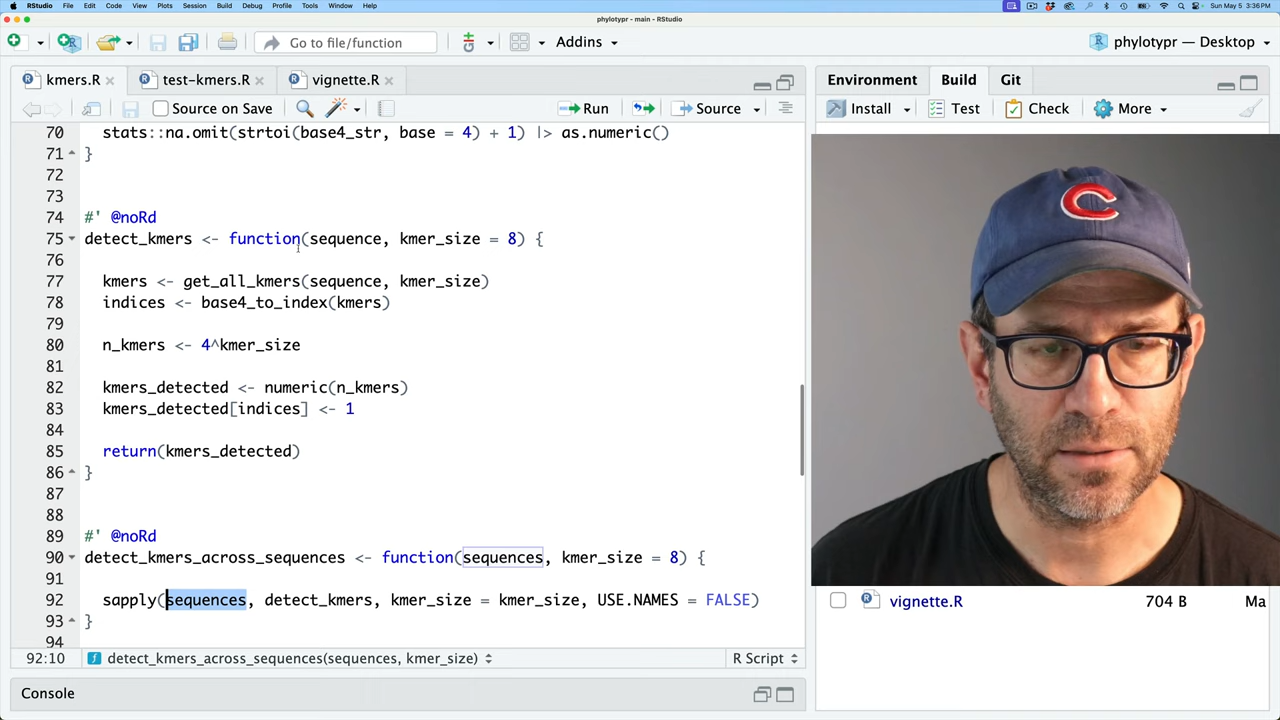 RStudio File Edit Code View Plots Session Build Debug Profile Tools Window Help Sun May 5 3:36 PM
phylotypr - main - RStudio
Go to file/function Addins phylotypr — Desktop
kmers.R test-kmers.R vignette.R Environment Build Git
Source on Save Run Source Install Test Check More
70 stats::na.omit(strtoi(base4_str, base = 4) + 1) |> as.numeric()
71 }
72
73
74 #' @noRd
75 detect_kmers <- function(sequence, kmer_size = 8) {
76
77 kmers <- get_all_kmers(sequence, kmer_size)
78 indices <- base4_to_index(kmers)
79
80 n_kmers <- 4^kmer_size
81
82 kmers_detected <- numeric(n_kmers)
83 kmers_detected[indices] <- 1
84
85 return(kmers_detected)
86 }
87
88
89 #' @noRd
90 detect_kmers_across_sequences <- function(sequences, kmer_size = 8) {
91
92 sapply(sequences, detect_kmers, kmer_size = kmer_size, USE.NAMES = FALSE)
93 }
94
C
vignette.R 704 B Ma
92:10 detect_kmers_across_sequences(sequences, kmer_size) R Script
Console